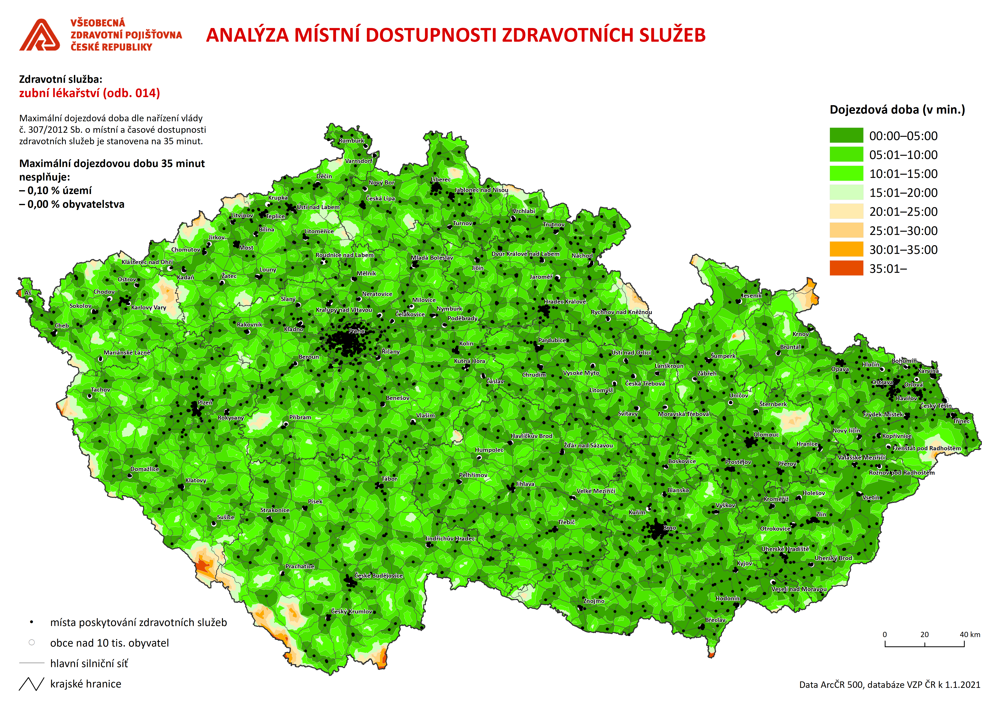 VŠEOBECNÁ
ZDRAVOTNÍ POJIŠŤOVNA
ČESKÉ REPUBLIKY
ANALÝZA MÍSTNÍ DOSTUPNOSTI ZDRAVOTNÍCH SLUŽEB
Zdravotní služba:
zubní lékařství (odb. 014)
Maximální dojezdová doba dle nařízení vlády
č. 307/2012 Sb. o místní a časové dostupnosti
zdravotních služeb je stanovena na 35 minut.
Maximální dojezdovou dobu 35 minut
nesplňuje:
– 0,10 % území
– 0,00 % obyvatelstva
Dojezdová doba (v min.)
00:00–05:00
05:01–10:00
10:01–15:00
15:01–20:00
20:01–25:00
25:01–30:00
30:01–35:00
35:01–
Rumburk
Varnsdorf
Děčín
Nový Bor
Liberec
Jablonec nad Nisou
Krupka
Česká Lípa
Ústí nad Labem
Litvínov
Teplice
Vrchlabí
Turnov
Trutnov
Bílina
Litoměřice
Jirkov
Chomutov
Most
Roudnice nad Labem
Mladá Boleslav
Dvůr Králové nad Labem
Náchod
Klášterec nad Ohří
Kadaň
Louny
Jičín
Žatec
Mělník
Jaroměř
Ostrov
Aš
Chodov
Neratovice
Jeseník
Slaný
Milovice
Hradec Králové
Sokolov
Karlovy Vary
Kralupy nad Vltavou
Čelákovice
Nymburk
Rychnov nad Kněžnou
Poděbrady
Cheb
Rakovník
Kladno
Praha
Krnov
Pardubice
Kolín
Bruntál
Mariánské Lázně
Říčany
Ústí nad Orlicí
Šumperk
Beroun
Kutná Hora
Lanškroun
Hlučín
Bohumín
Opava
Karviná
Chrudim
Vysoké Mýto
Zábřeh
Čáslav
Česká Třebová
Ostrava
Orlová
Tachov
Litomyšl
Uničov
Benešov
Havířov
Plzeň
Šternberk
Český Těšín
Rokycany
Příbram
Vlašim
Svitavy
Moravská Třebová
Frýdek-Místek
Třinec
Nový Jičín
Olomouc
Havlíčkův Brod
Kopřivnice
Hranice
Žďár nad Sázavou
Humpolec
Frenštát pod Radhoštěm
Valašské Meziříčí
Boskovice
Prostějov
Přerov
Domažlice
Rožnov pod Radhoštěm
Klatovy
Tábor
Pelhřimov
Jihlava
Velké Meziříčí
Blansko
Holešov
Kroměříž
Vsetín
Písek
Strakonice
Kuřim
Vyškov
Sušice
Zlín
Třebíč
Brno
Otrokovice
Jindřichův Hradec
Uherské Hradiště
Uherský Brod
Prachatice
Kyjov
České Budějovice
Veselí nad Moravou
Znojmo
Hodonín
Český Krumlov
Břeclav
místa poskytování zdravotních služeb
obce nad 10 tis. obyvatel
hlavní silniční síť
krajské hranice
0 20 40 km
Data ArcČR 500, databáze VZP ČR k 1.1.2021